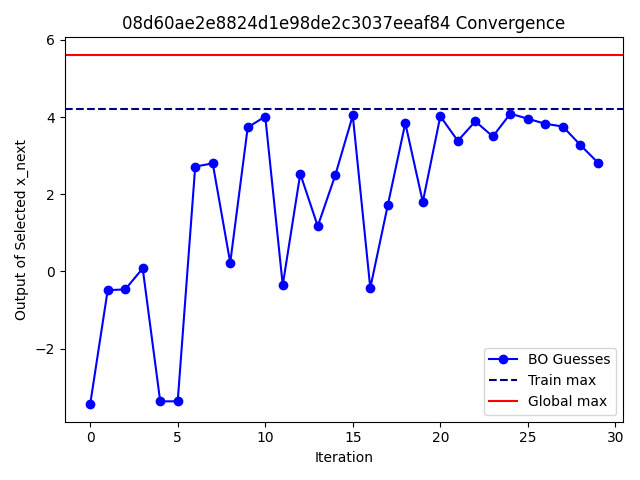 08d60ae2e8824d1e98de2c3037eeaf84 Convergence
Output of Selected x_next
6
4
2
0
−2
0
5
10
15
20
25
30
Iteration
BO Guesses
Train max
Global max